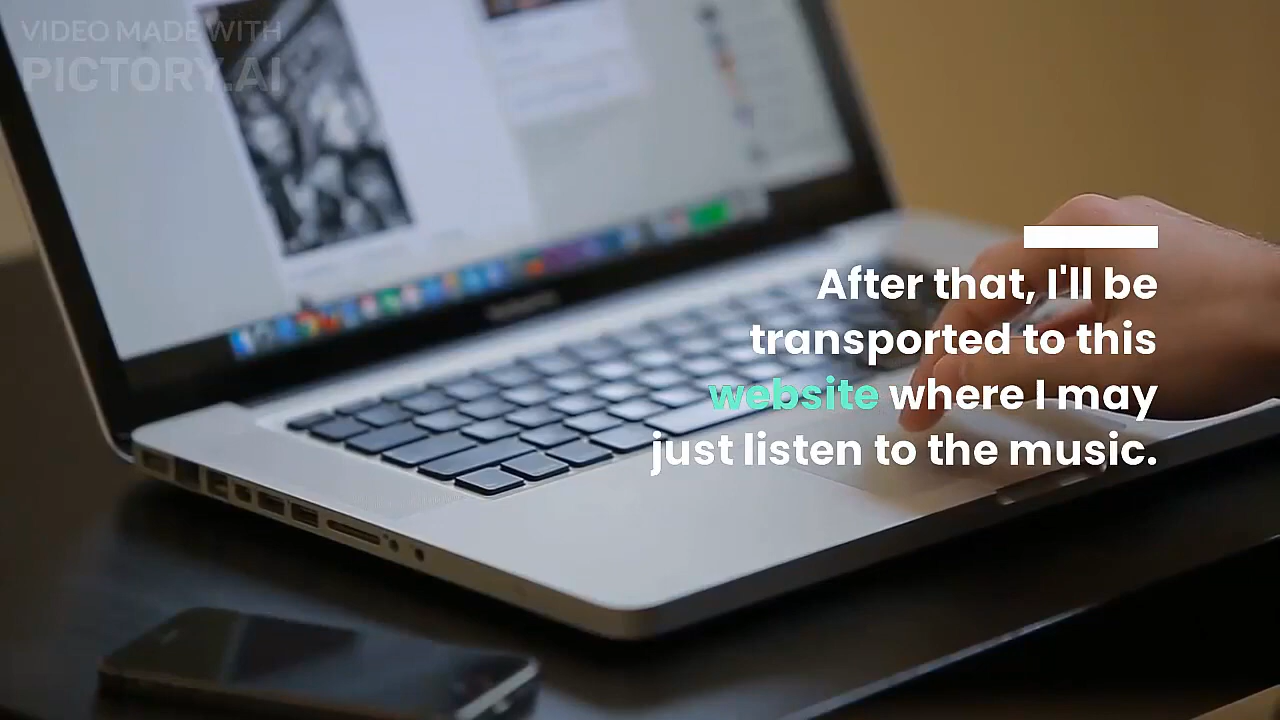 VIDEO MADE WITH
PICTORY.AI
After that, I'll be
transported to this
website where I may
just listen to the music.